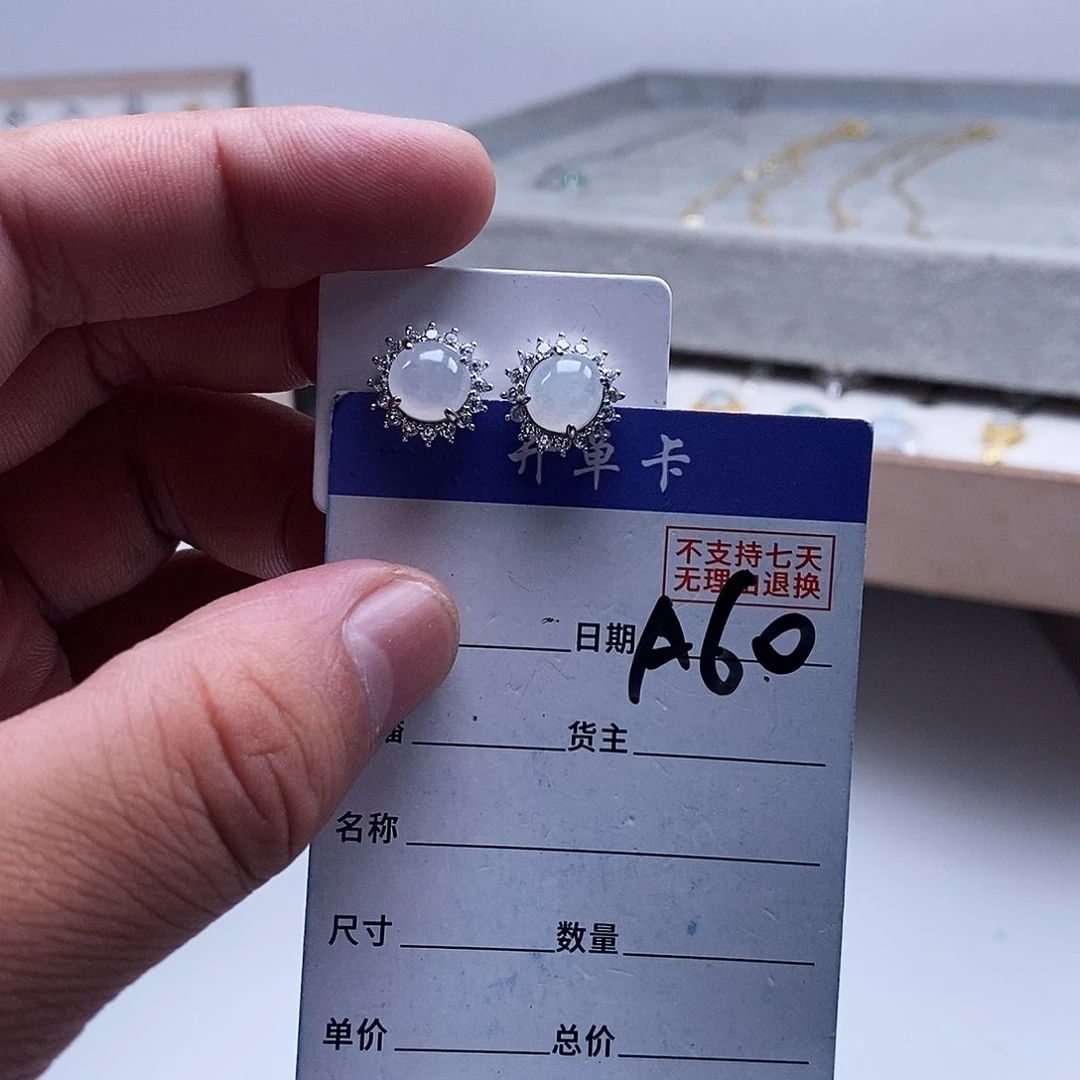 开单卡
不支持七天
无理由退换
日期 A60
播 货主
名称
尺寸 数量
单价 总价